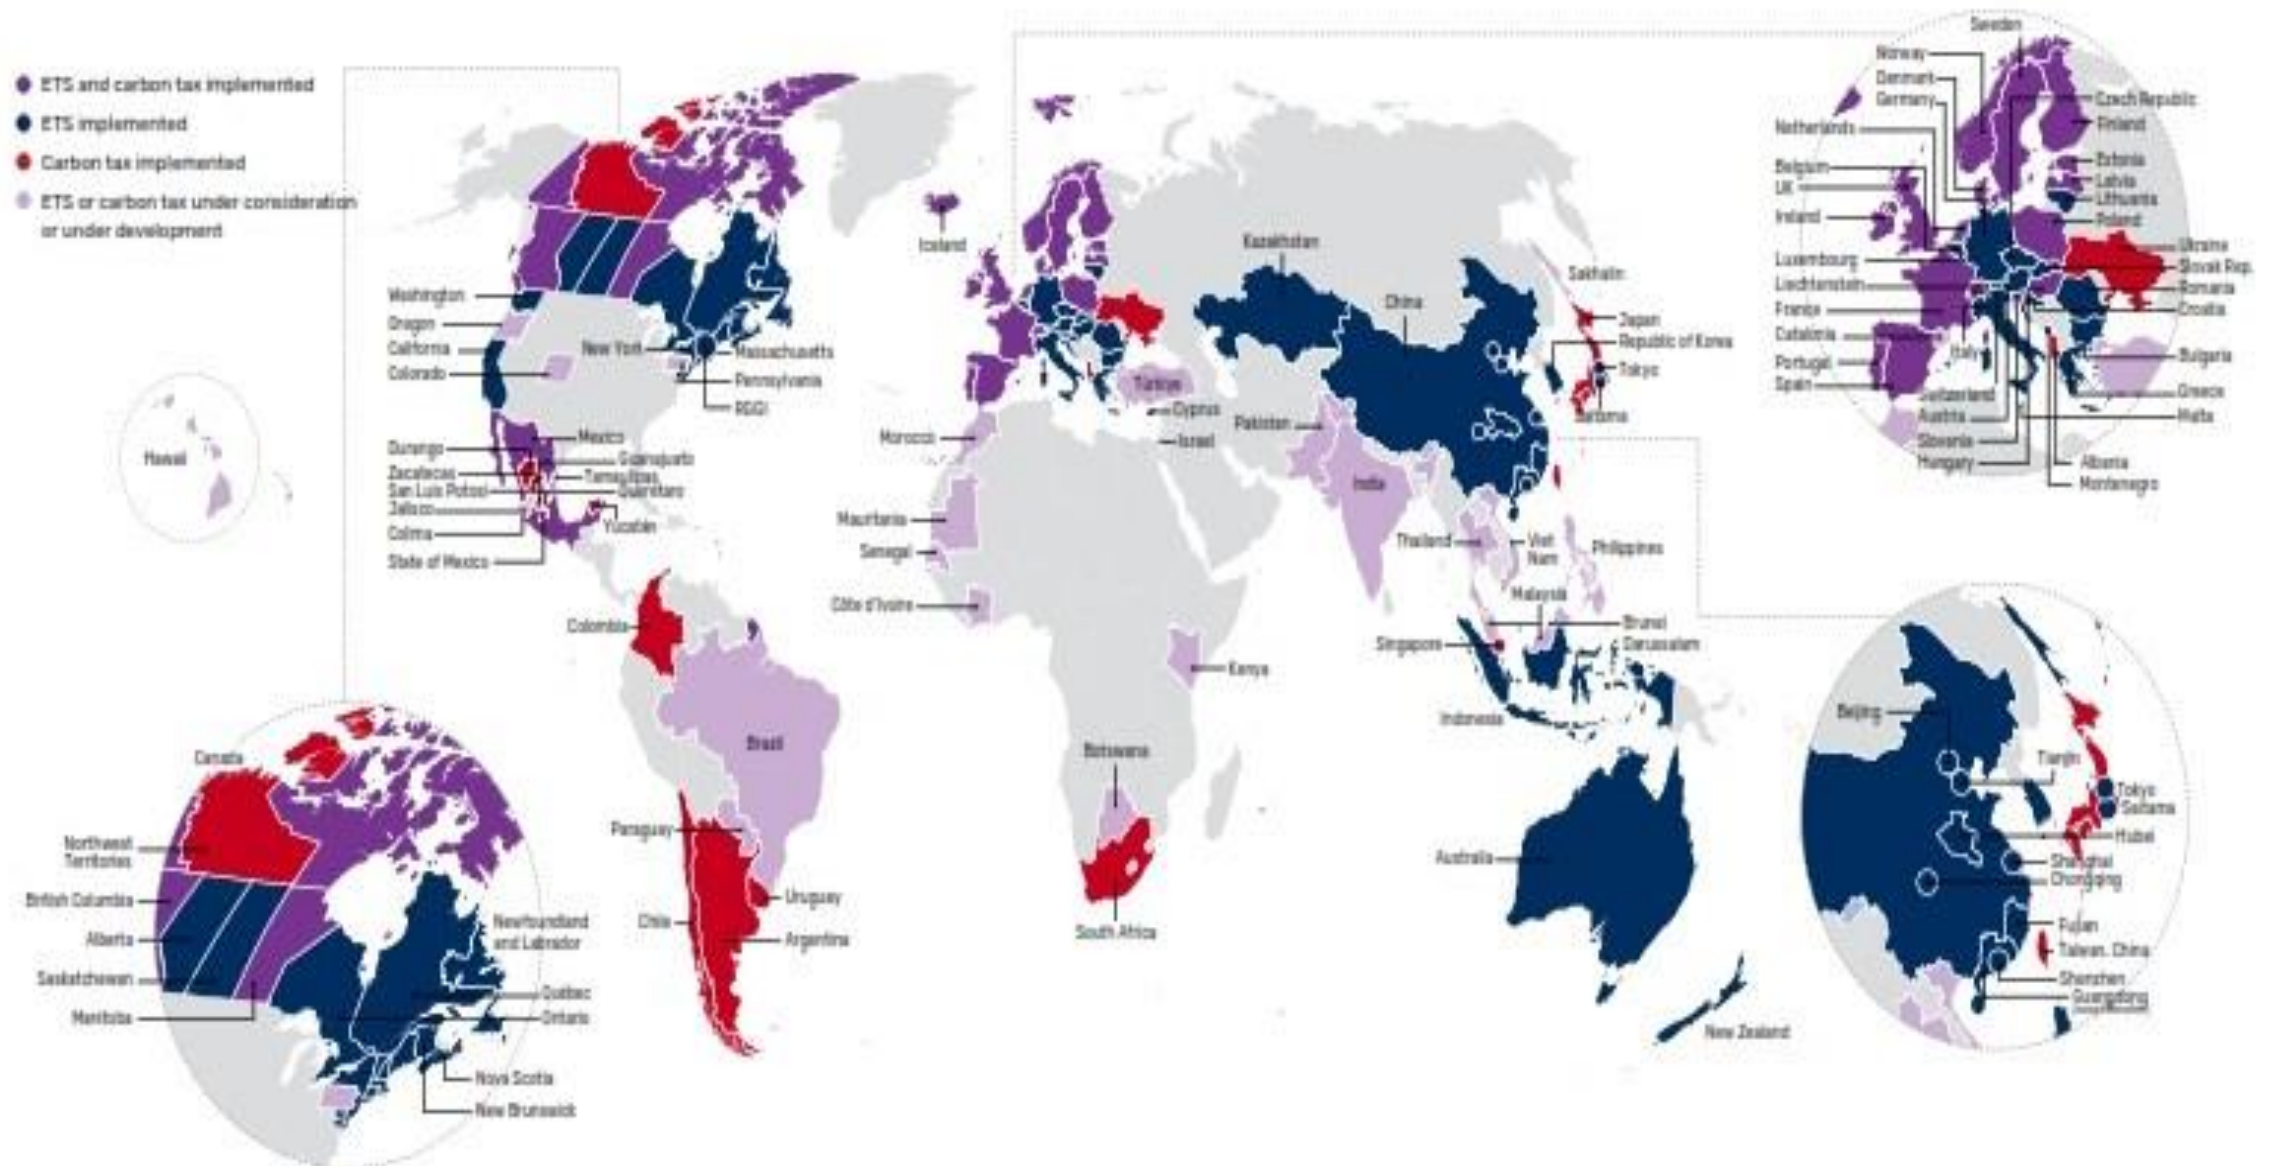 ETS and carbon tax implemented
ETS implemented
Carbon tax implemented
ETS or carbon tax under consideration
or under development
Hawaii
Washington
Oregon
California
Colorado
New York
Massachusetts
Pennsylvania
RGGI
Durango
Zacatecas
San Luis Potosi
Jalisco
Colima
State of Mexico
Mexico
Guanajuato
Tamaulipas
Querétaro
Yucatán
Colombia
Brazil
Paraguay
Chile
Uruguay
Argentina
Iceland
Morocco
Mauritania
Senegal
Côte d'Ivoire
Türkiye
Cyprus
Israel
Kenya
Botswana
South Africa
Kazakhstan
China
Pakistan
India
Thailand
Viet
Nam
Philippines
Malaysia
Brunei
Darussalam
Singapore
Indonesia
Australia
New Zealand
Sakhalin
Japan
Republic of Korea
Tokyo
Saitama
Sweden
Norway
Denmark
Germany
Netherlands
Belgium
UK
Ireland
Luxembourg
Liechtenstein
France
Catalonia
Portugal
Spain
Italy
Switzerland
Austria
Slovenia
Hungary
Czech Republic
Finland
Estonia
Latvia
Lithuania
Poland
Ukraine
Slovak Rep.
Romania
Croatia
Bulgaria
Greece
Malta
Albania
Montenegro
Canada
Northwest
Territories
British Columbia
Alberta
Saskatchewan
Manitoba
Newfoundland
and Labrador
Québec
Ontario
Nova Scotia
New Brunswick
Beijing
Tianjin
Tokyo
Saitama
Hubei
Shanghai
Chongqing
Fujian
Taiwan, China
Shenzhen
Guangdong